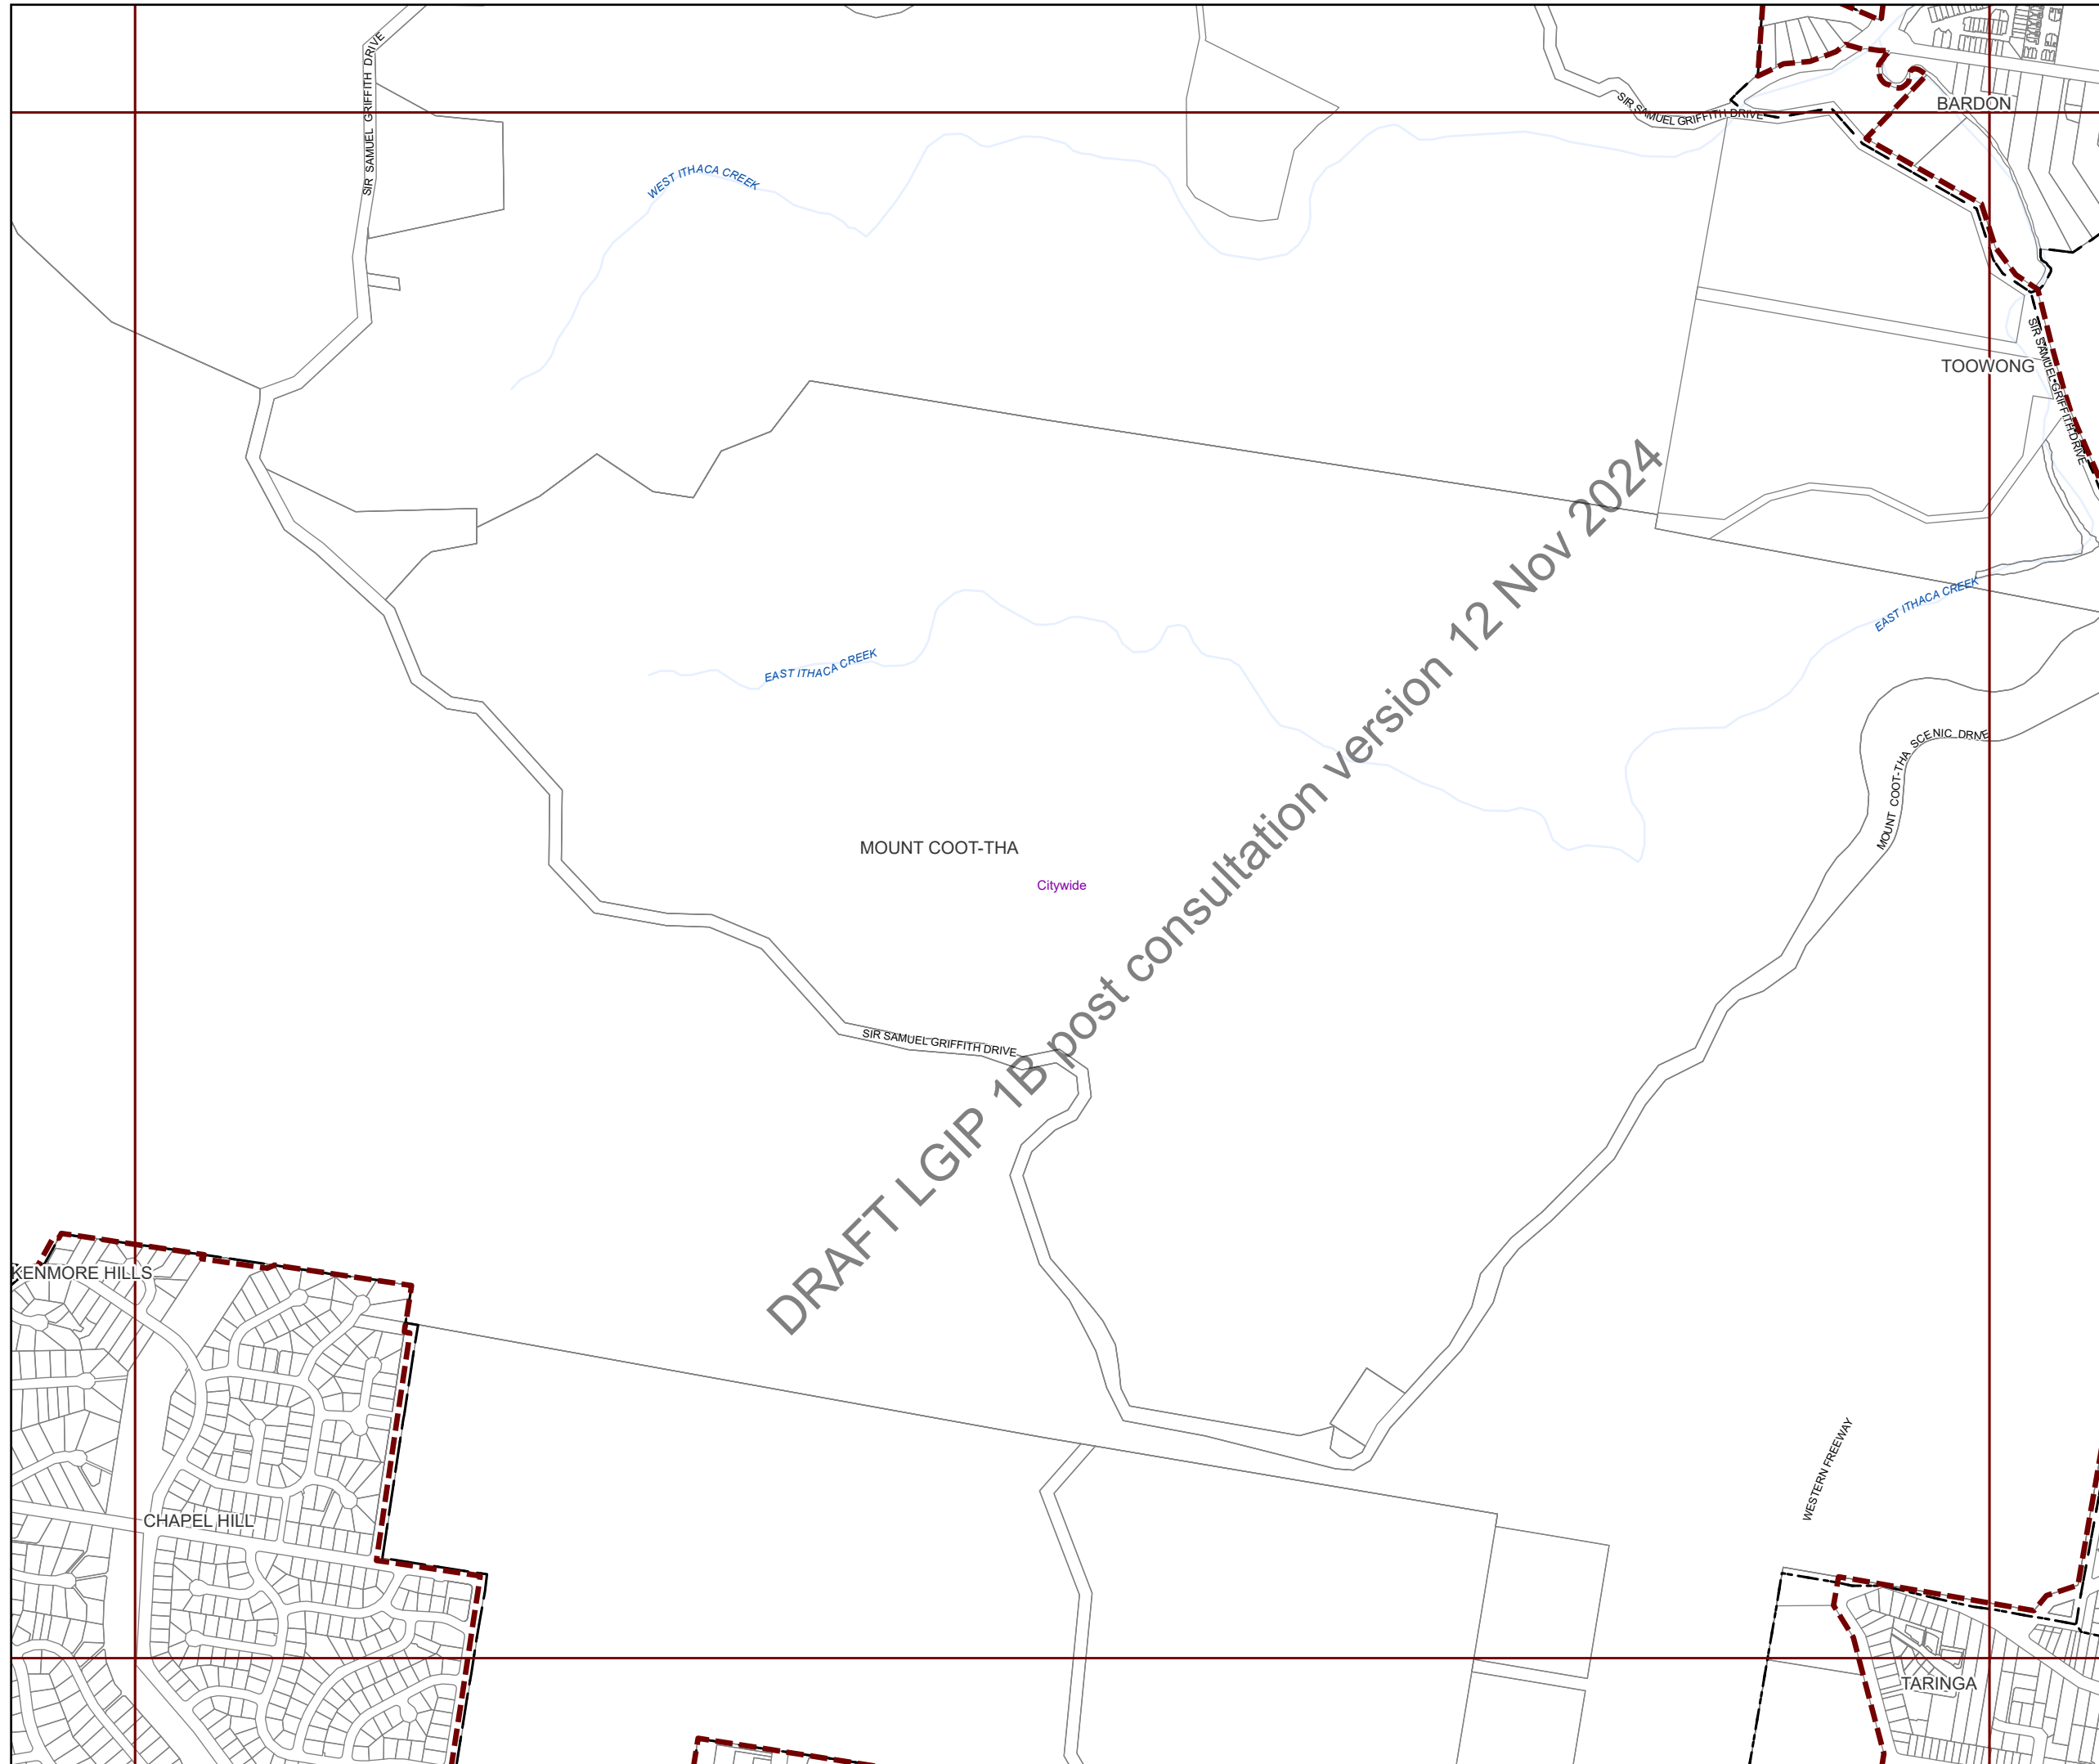 SIR SAMUEL GRIFFITH DRIVE
SIR SAMUEL GRIFFITH DRIVE
BARDON
WEST ITHACA CREEK
TOOWONG
SIR SAMUEL GRIFFITH DRIVE
EAST ITHACA CREEK
EAST ITHACA CREEK
MOUNT COOT-THA SCENIC DRIVE
MOUNT COOT-THA
Citywide
DRAFT LGIP 1B post consultation version 12 Nov 2024
SIR SAMUEL GRIFFITH DRIVE
KENMORE HILLS
WESTERN FREEWAY
CHAPEL HILL
TARINGA